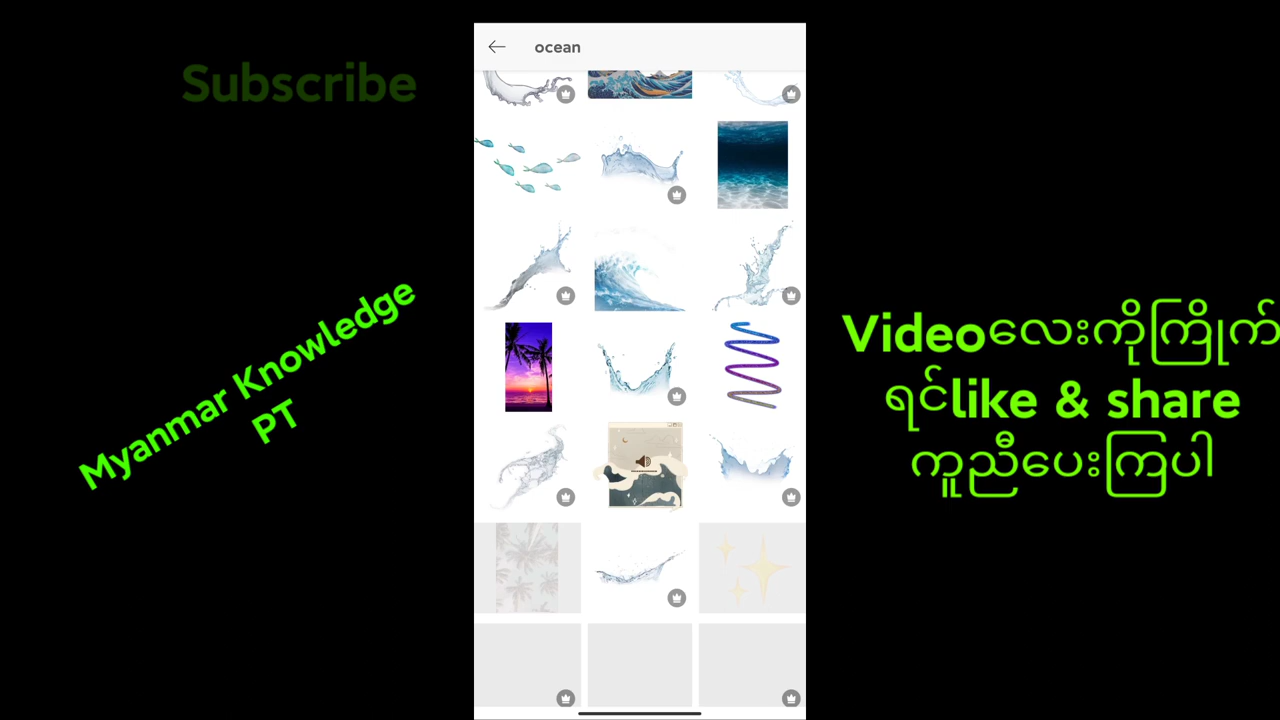 Subscribe
ocean
Myanmar Knowledge
PT
Videoလေးကိုကြိုက်
ရင်like & share
ကူညီပေးကြပါ